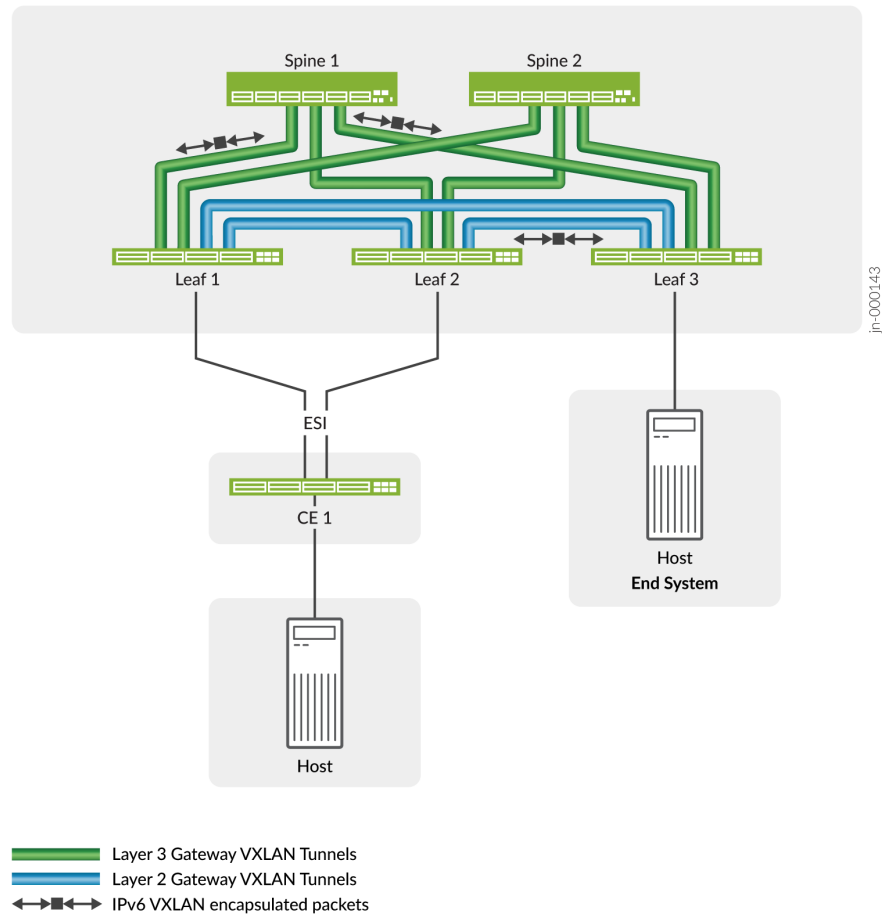 Spine 1
Spine 2
Leaf 1
Leaf 2
Leaf 3
jn-000143
ESI
CE 1
Host
End System
Host
Layer 3 Gateway VXLAN Tunnels
Layer 2 Gateway VXLAN Tunnels
IPv6 VXLAN encapsulated packets